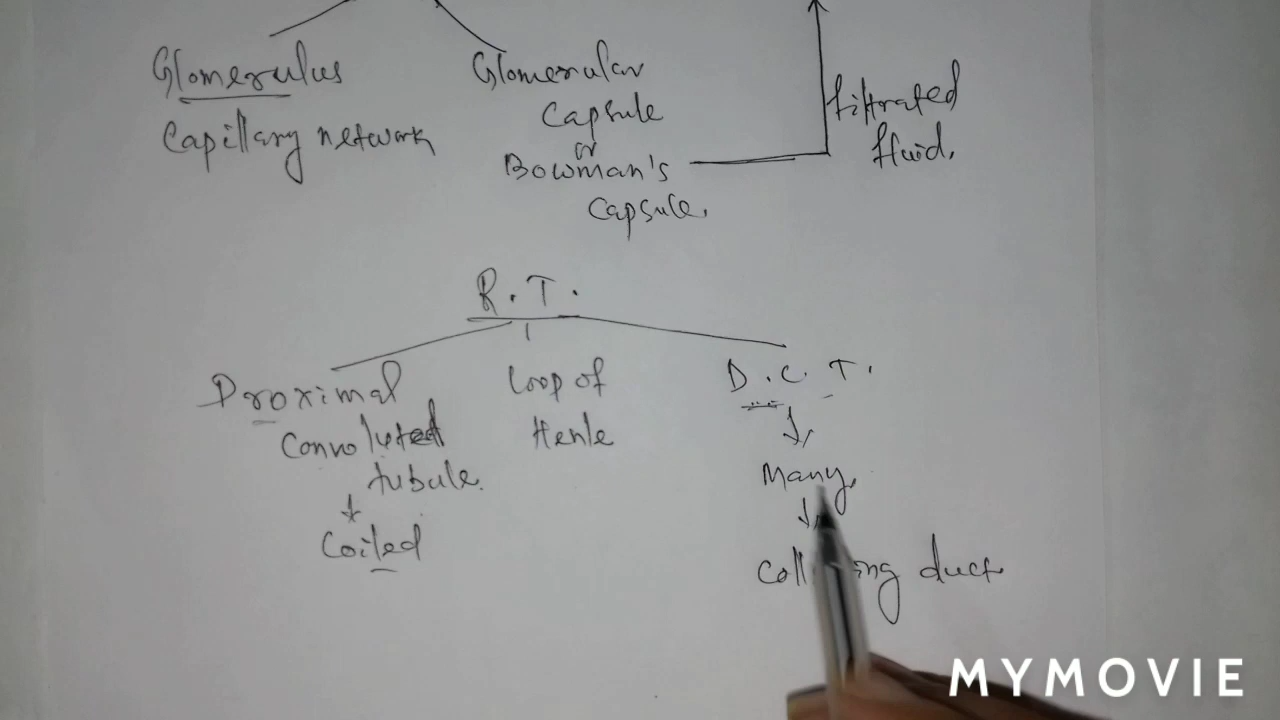 Glomerulus
Capillary network
Glomerular
Capsule
or
Bowman's
Capsule.
filtrated
fluid.
R.T.
Proximal
Convoluted
tubule.
Coiled
Loop of
Henle
D.C.T.
Many.
duct
MYMOVIE